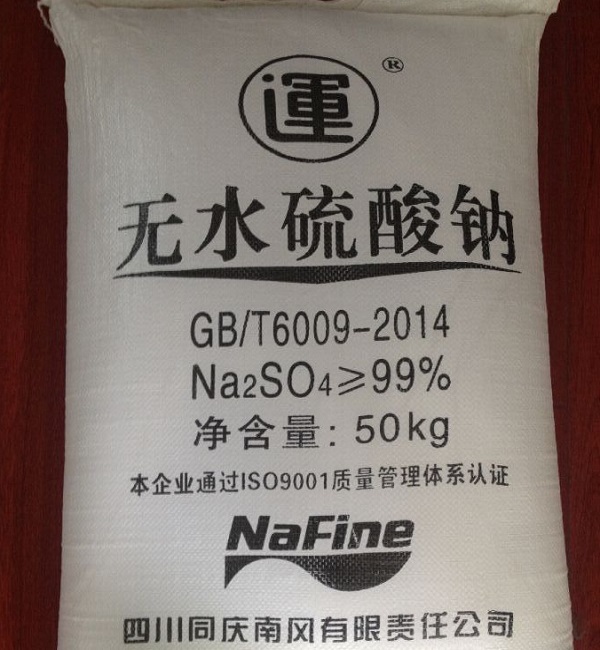 運®
无水硫酸钠
GB/T6009-2014
Na₂SO₄≥99%
净含量: 50kg
本企业通过ISO9001质量管理体系认证
NaFine
四川同庆南风有限责任公司